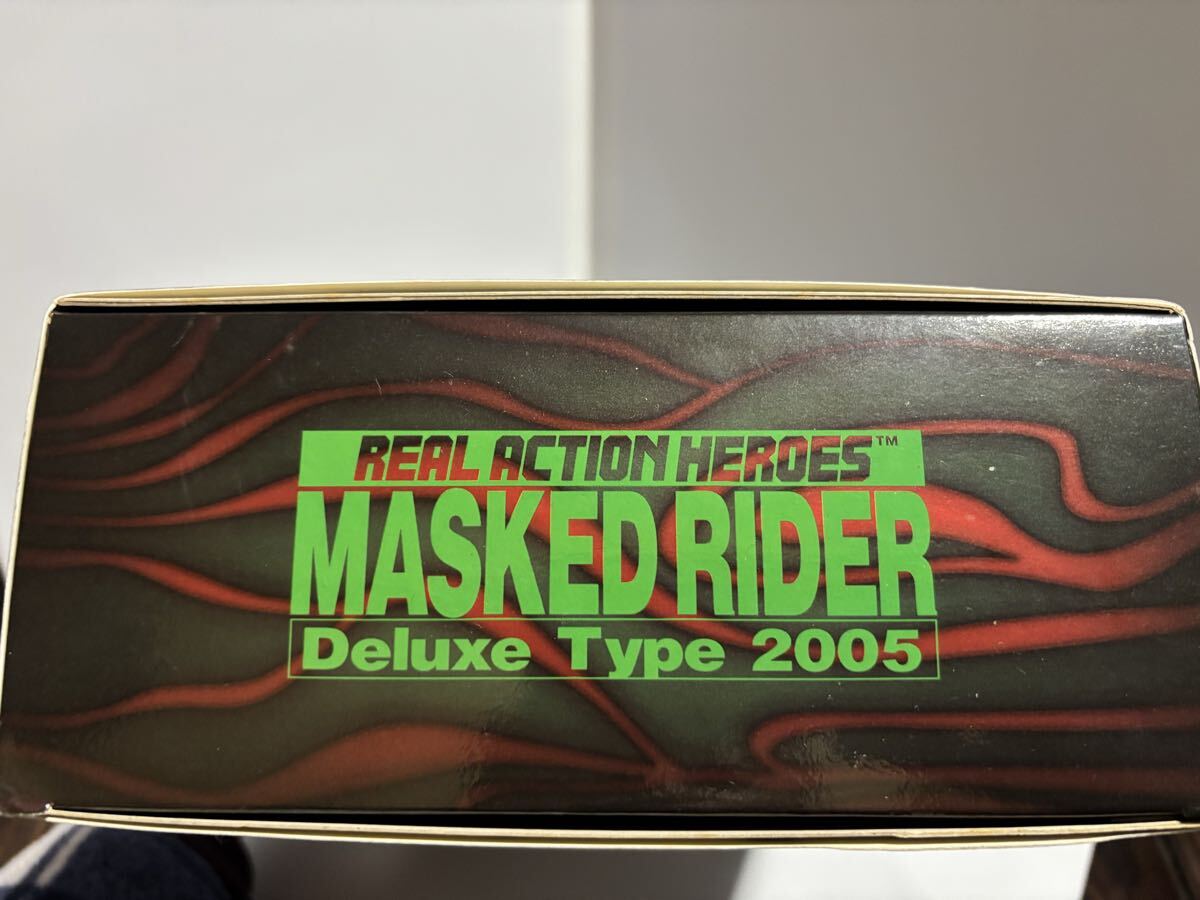 REAL ACTION HEROES™
MASKED RIDER
Deluxe Type 2005